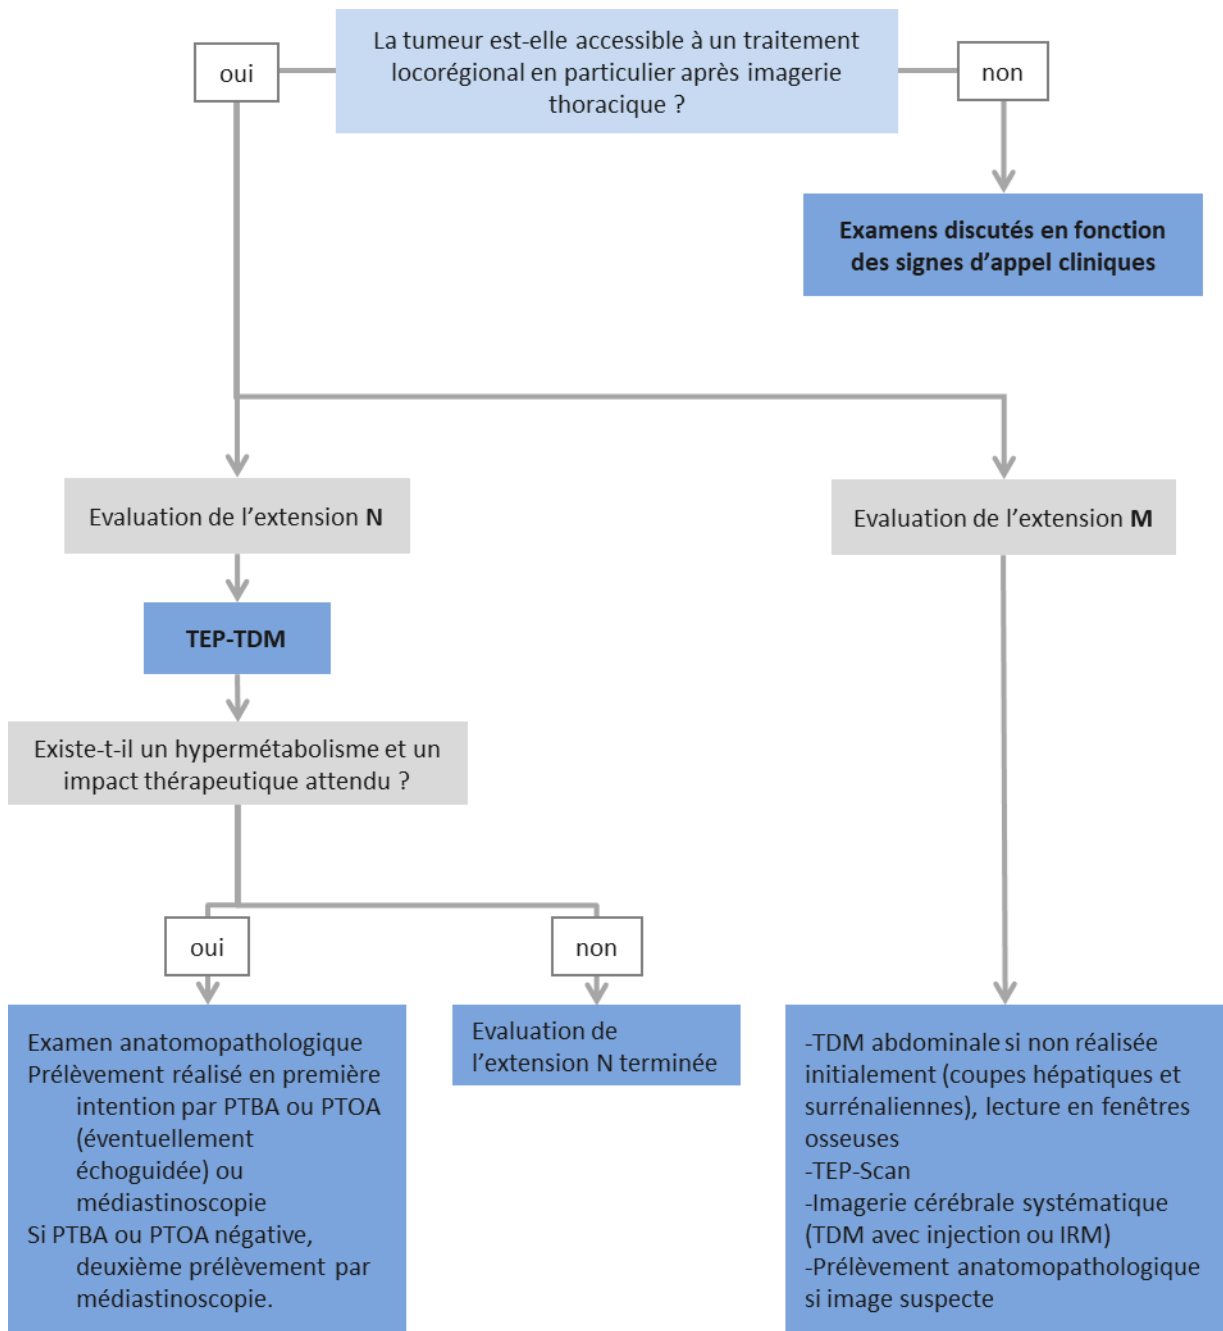 La tumeur est-elle accessible à un traitement
locorégional en particulier après imagerie
thoracique ?
oui
non
Examens discutés en fonction
des signes d'appel cliniques
Evaluation de l'extension N
Evaluation de l'extension M
TEP-TDM
Existe-t-il un hypermétabolisme et un
impact thérapeutique attendu ?
oui
non
Examen anatomopathologique
Prélèvement réalisé en première
intention par PTBA ou PTOA
(éventuellement
échoguidée) ou
médiastinoscopie
Si PTBA ou PTOA négative,
deuxième prélèvement par
médiastinoscopie.
Evaluation de
l'extension N terminée
-TDM abdominale si non réalisée
initialement (coupes hépatiques et
surrénaliennes), lecture en fenêtres
osseuses
-TEP-Scan
-Imagerie cérébrale systématique
(TDM avec injection ou IRM)
-Prélèvement anatomopathologique
si image suspecte